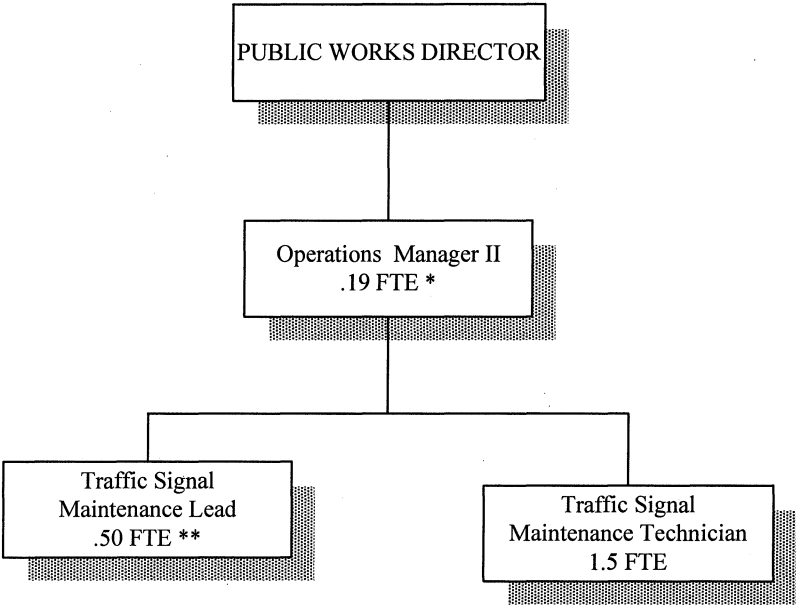 PUBLIC WORKS DIRECTOR
Operations Manager II
.19 FTE *
Traffic Signal
Maintenance Lead
.50 FTE **
Traffic Signal
Maintenance Technician
1.5 FTE